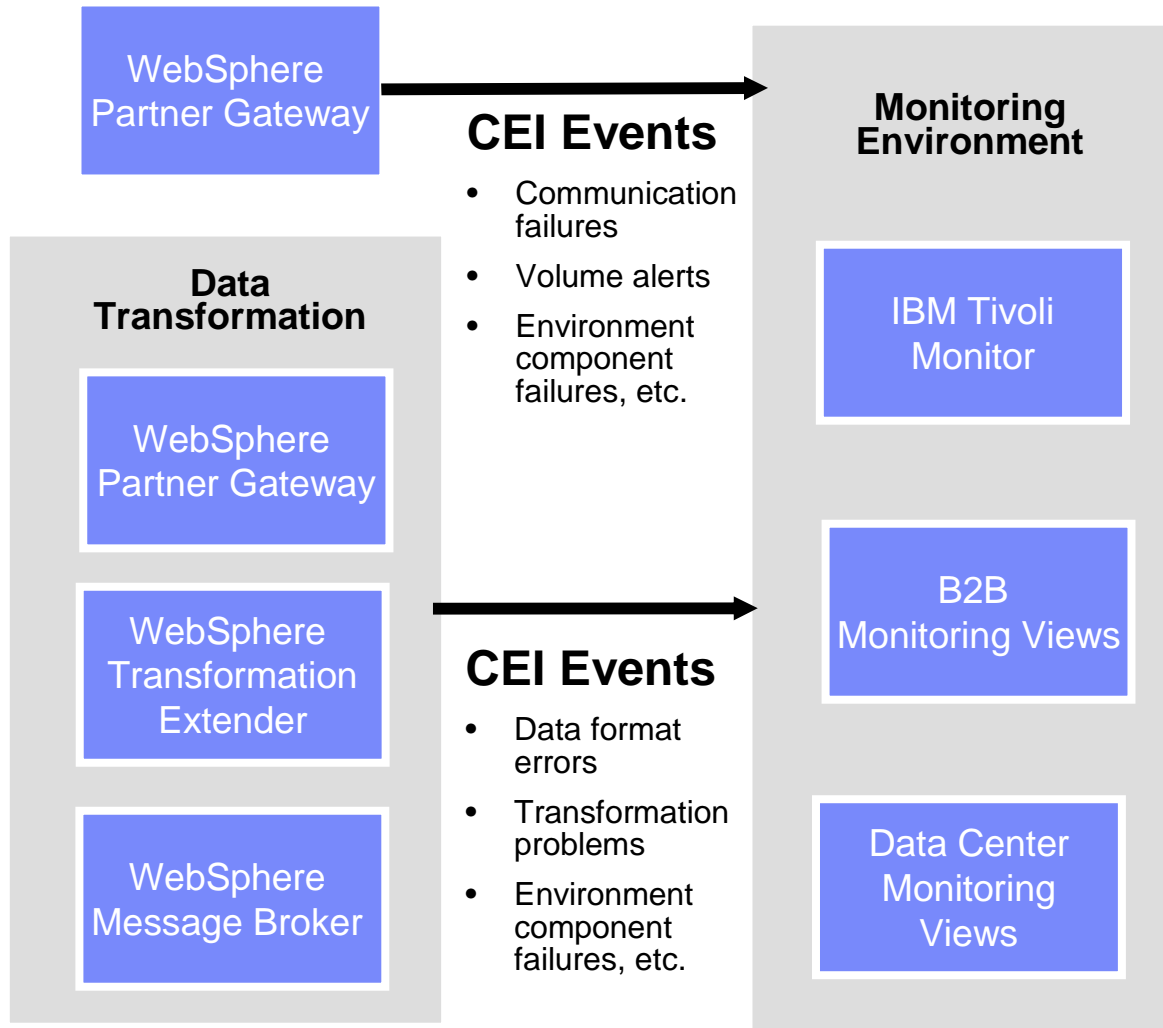 WebSphere
Partner Gateway
CEI Events
• Communication
failures
• Volume alerts
• Environment
component
failures, etc.
Data
Transformation
WebSphere
Partner Gateway
WebSphere
Transformation
Extender
WebSphere
Message Broker
CEI Events
• Data format
errors
• Transformation
problems
• Environment
component
failures, etc.
Monitoring
Environment
IBM Tivoli
Monitor
B2B
Monitoring Views
Data Center
Monitoring
Views